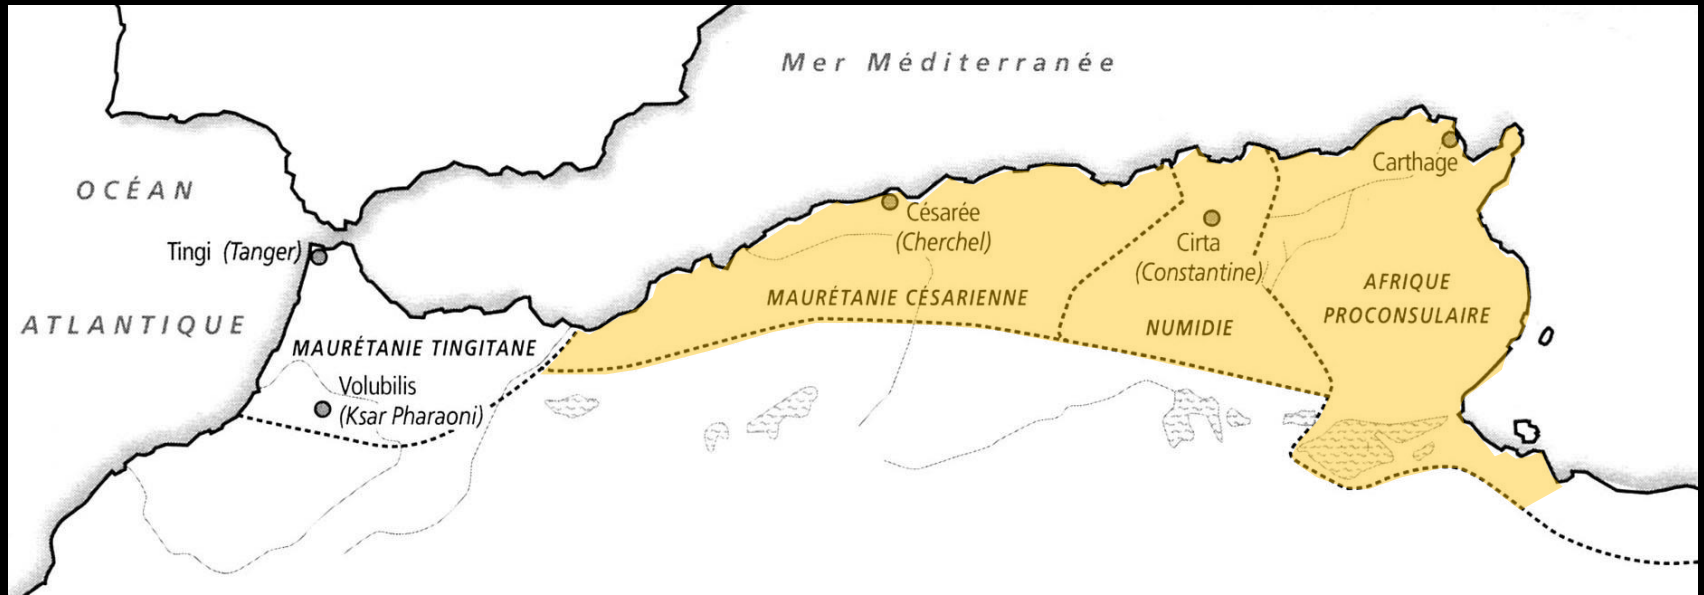 Mer Méditerranée
OCÉAN
ATLANTIQUE
Tingi (Tanger)
MAURÉTANIE TINGITANE
Volubilis
(Ksar Pharaoni)
Césarée
(Cherchel)
MAURÉTANIE CÉSARIENNE
Cirta
(Constantine)
NUMIDIE
Carthage
AFRIQUE
PROCONSULAIRE